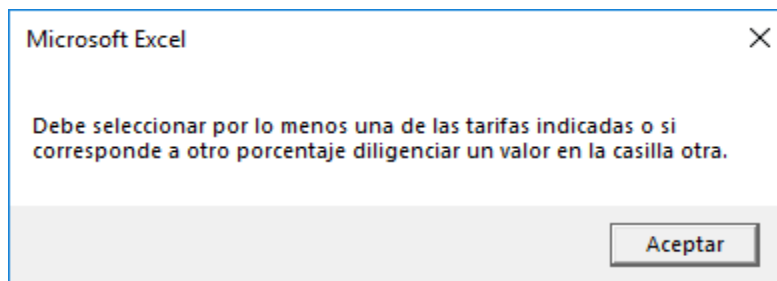 Microsoft Excel
Debe seleccionar por lo menos una de las tarifas indicadas o si
corresponde a otro porcentaje diligenciar un valor en la casilla otra.
Aceptar